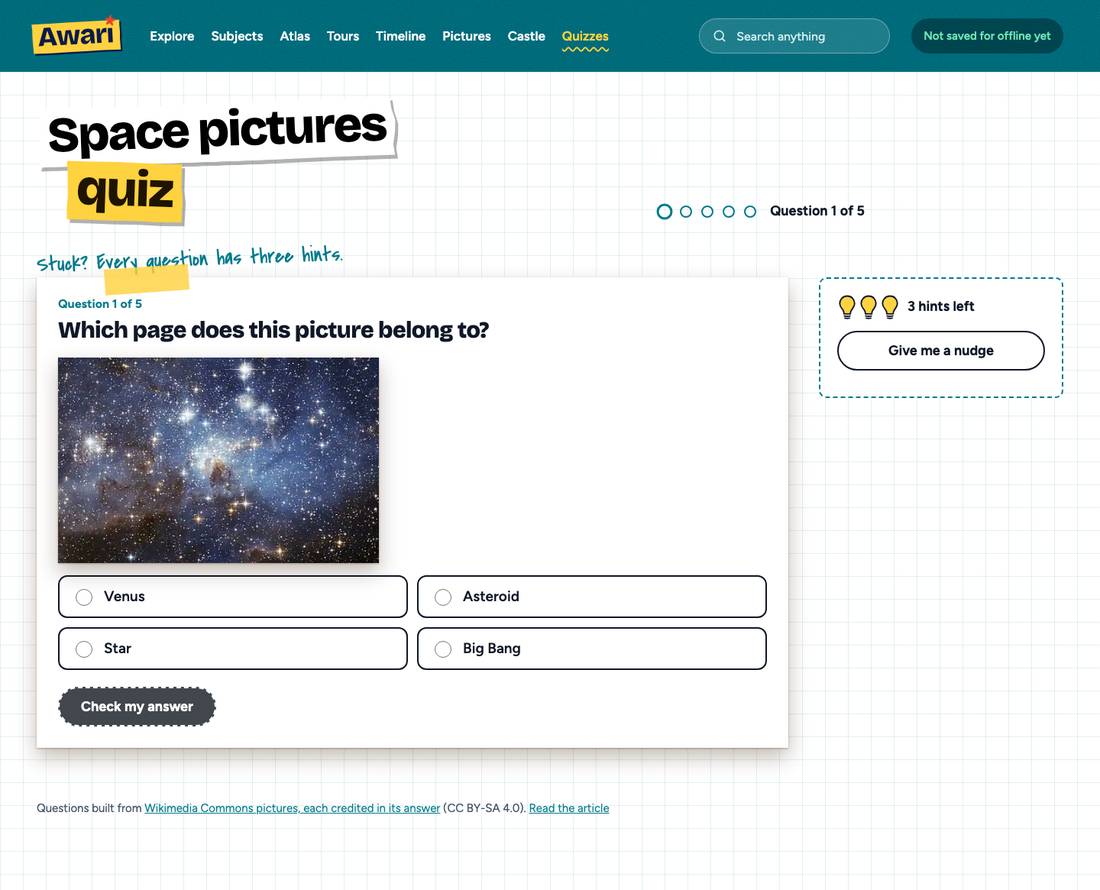 Awari
Explore Subjects Atlas Tours Timeline Pictures Castle Quizzes
Search anything
Not saved for offline yet
Space pictures
quiz
Question 1 of 5
Stuck? Every question has three hints.
Question 1 of 5
Which page does this picture belong to?
3 hints left
Give me a nudge
Venus
Asteroid
Star
Big Bang
Check my answer
Questions built from Wikimedia Commons pictures, each credited in its answer (CC BY-SA 4.0). Read the article